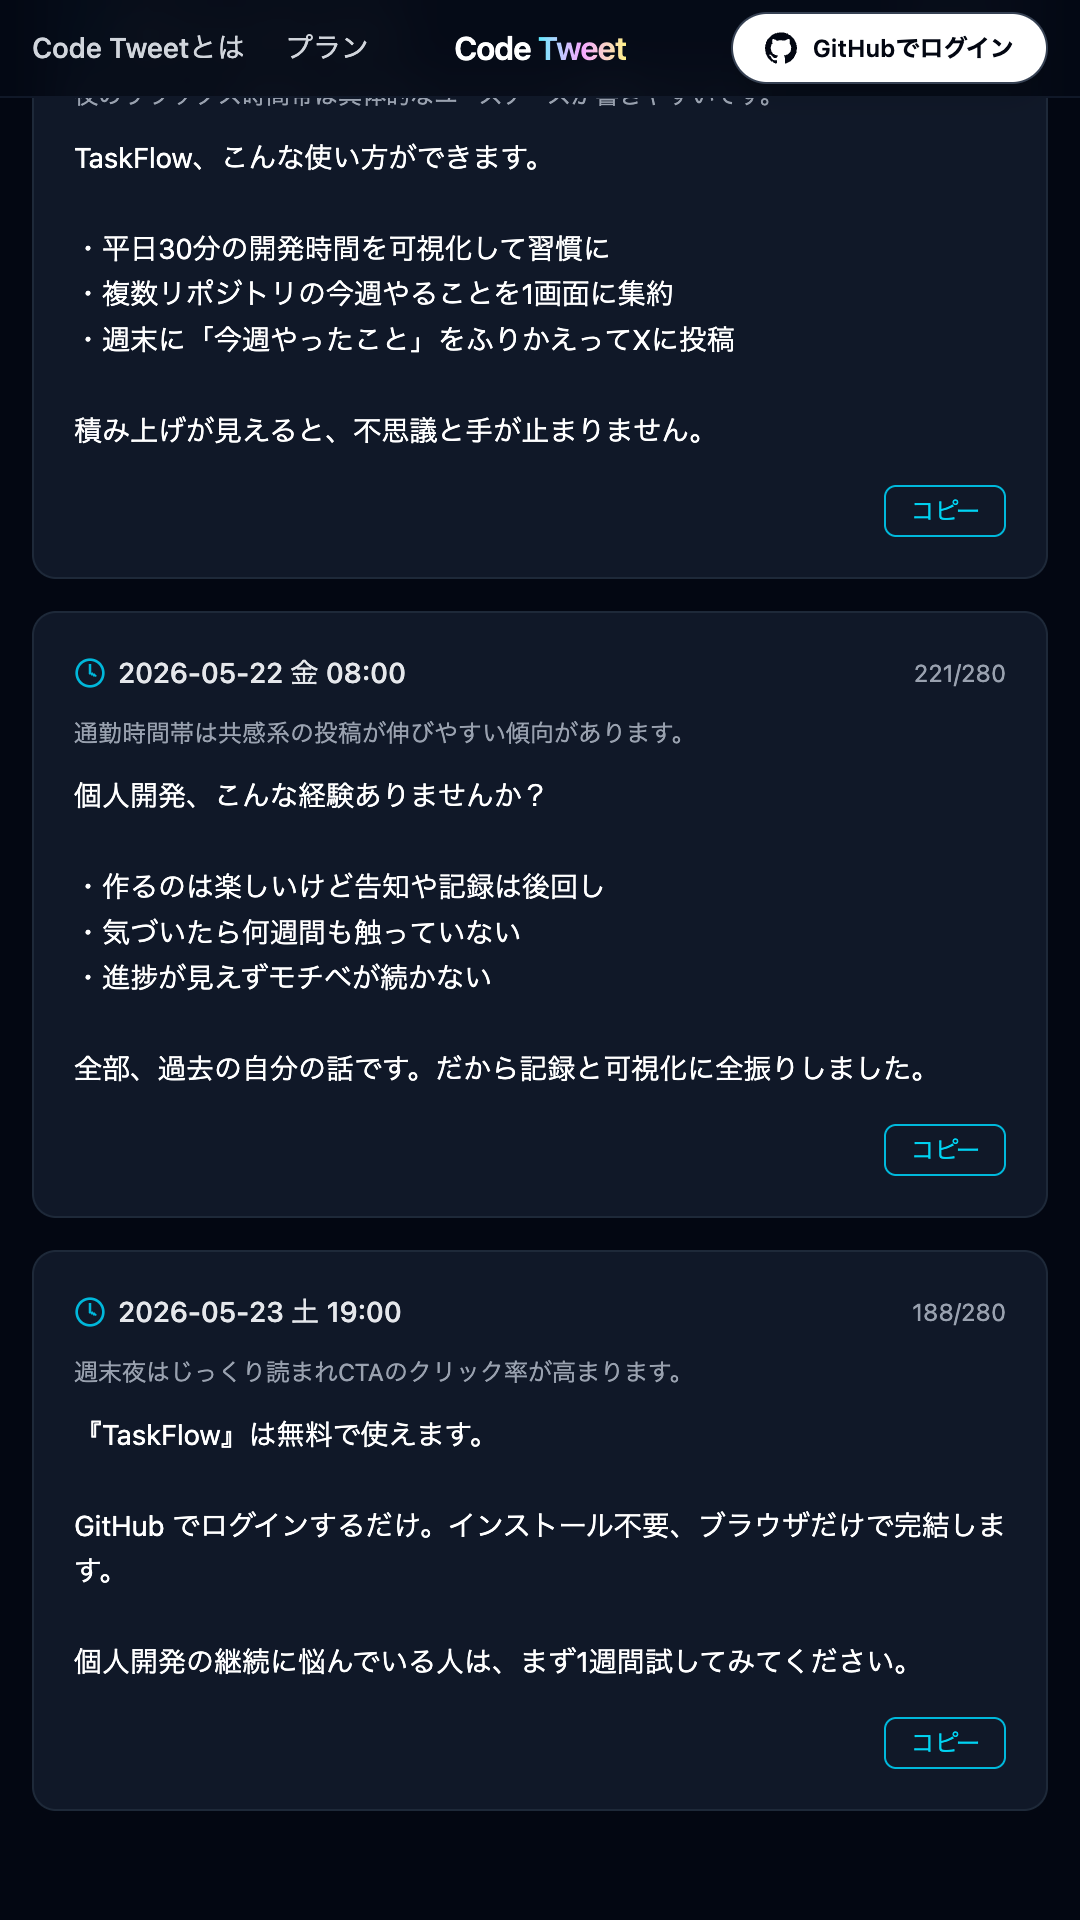 Code Tweetとは
プラン
Code Tweet
GitHubでログイン
TaskFlow、こんな使い方ができます。
・平日30分の開発時間を可視化して習慣に
・複数リポジトリの今週やることを1画面に集約
・週末に「今週やったこと」をふりかえってXに投稿
積み上げが見えると、不思議と手が止まりません。
コピー
2026-05-22 金 08:00
221/280
通勤時間帯は共感系の投稿が伸びやすい傾向があります。
個人開発、こんな経験ありませんか？
・作るのは楽しいけど告知や記録は後回し
・気づいたら何週間も触っていない
・進捗が見えずモチベが続かない
全部、過去の自分の話です。だから記録と可視化に全振りしました。
コピー
2026-05-23 土 19:00
188/280
週末夜はじっくり読まれCTAのクリック率が高まります。
『TaskFlow』は無料で使えます。
GitHub でログインするだけ。インストール不要、ブラウザだけで完結しま
す。
個人開発の継続に悩んでいる人は、まず1週間試してみてください。
コピー